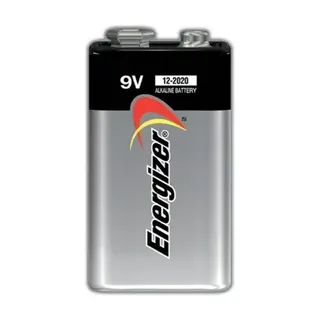 9V
12-2020
ALKALINE BATTERY
Energizer